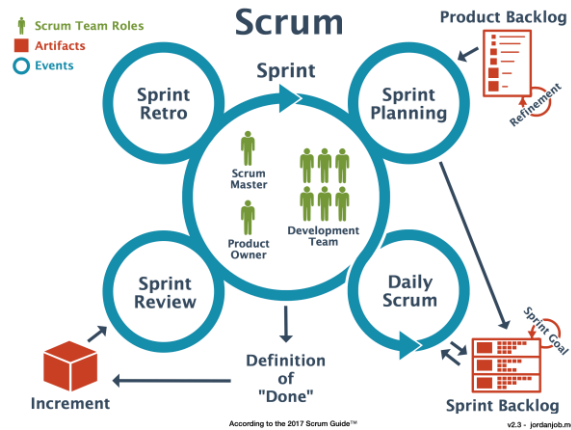 Scrum
Scrum Team Roles
Artifacts
Events
Product Backlog
Refinement
Sprint
Sprint
Retro
Sprint
Planning
Scrum
Master
Product
Owner
Development
Team
Sprint
Review
Daily
Scrum
Sprint Goal
Definition
of
"Done"
Increment
Sprint Backlog
According to the 2017 Scrum Guide™
v2.3 - jordanjob.m